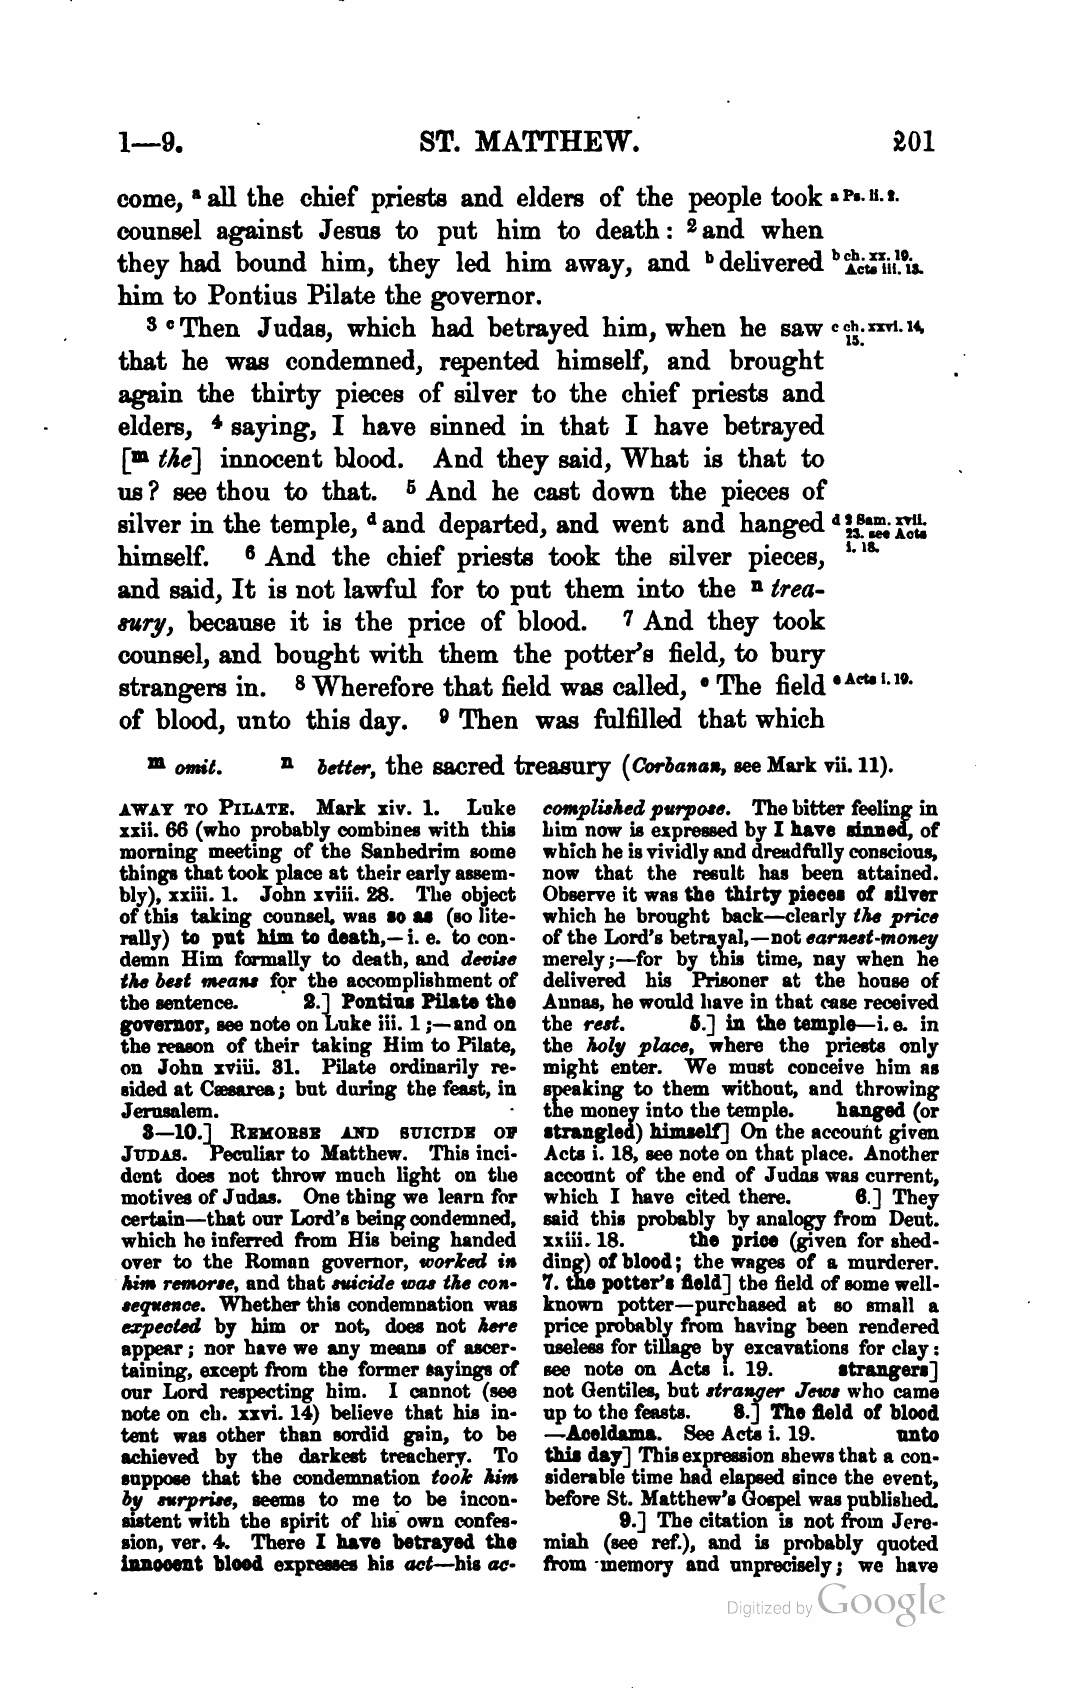 1—9. ST. MATTHEW. 201
come, a all the chief priests and elders of the people took a Ps. ii. 2.
counsel against Jesus to put him to death : 2 and when
they had bound him, they led him away, and b delivered b ch. xx. 19. Acts iii. 13.
him to Pontius Pilate the governor.
3 c Then Judas, which had betrayed him, when he saw c ch. xxvi. 14, 15.
that he was condemned, repented himself, and brought
again the thirty pieces of silver to the chief priests and
elders, 4 saying, I have sinned in that I have betrayed
[m the] innocent blood. And they said, What is that to
us? see thou to that. 5 And he cast down the pieces of
silver in the temple, d and departed, and went and hanged d 2 Sam. xvii. 23. see Acts i. 18.
himself. 6 And the chief priests took the silver pieces,
and said, It is not lawful for to put them into the n trea-
sury, because it is the price of blood. 7 And they took
counsel, and bought with them the potter's field, to bury
strangers in. 8 Wherefore that field was called, e The field e Acts i. 19.
of blood, unto this day. 9 Then was fulfilled that which
m omit. n better, the sacred treasury (Corbanan, see Mark vii. 11).
AWAY TO PILATE. Mark xiv. 1. Luke
xxii. 66 (who probably combines with this
morning meeting of the Sanhedrim some
things that took place at their early assem-
bly), xxiii. 1. John xviii. 28. The object
of this taking counsel, was so as (so lite-
rally) to put him to death,—i. e. to con-
demn Him formally to death, and devise
the best means for the accomplishment of
the sentence. 2.] Pontius Pilate the
governor, see note on Luke iii. 1 ;—and on
the reason of their taking Him to Pilate,
on John xviii. 31. Pilate ordinarily re-
sided at Cæsarea; but during the feast, in
Jerusalem.
3—10.] REMORSE AND SUICIDE OF
JUDAS. Peculiar to Matthew. This inci-
dent does not throw much light on the
motives of Judas. One thing we learn for
certain—that our Lord's being condemned,
which he inferred from His being handed
over to the Roman governor, worked in
him remorse, and that suicide was the con-
sequence. Whether this condemnation was
expected by him or not, does not here
appear; nor have we any means of ascer-
taining, except from the former sayings of
our Lord respecting him. I cannot (see
note on ch. xxvi. 14) believe that his in-
tent was other than sordid gain, to be
achieved by the darkest treachery. To
suppose that the condemnation took him
by surprise, seems to me to be incon-
sistent with the spirit of his own confes-
sion, ver. 4. There I have betrayed the
innocent blood expresses his act—his ac-
complished purpose. The bitter feeling in
him now is expressed by I have sinned, of
which he is vividly and dreadfully conscious,
now that the result has been attained.
Observe it was the thirty pieces of silver
which he brought back—clearly the price
of the Lord's betrayal,—not earnest-money
merely;—for by this time, nay when he
delivered his Prisoner at the house of
Annas, he would have in that case received
the rest. 5.] in the temple—i. e. in
the holy place, where the priests only
might enter. We must conceive him as
speaking to them without, and throwing
the money into the temple. hanged (or
strangled) himself] On the account given
Acts i. 18, see note on that place. Another
account of the end of Judas was current,
which I have cited there. 6.] They
said this probably by analogy from Deut.
xxiii. 18. the price (given for shed-
ding) of blood; the wages of a murderer.
7. the potter's field] the field of some well-
known potter—purchased at so small a
price probably from having been rendered
useless for tillage by excavations for clay:
see note on Acts i. 19. strangers]
not Gentiles, but stranger Jews who came
up to the feasts. 8.] The field of blood
—Aceldama. See Acts i. 19. unto
this day] This expression shews that a con-
siderable time had elapsed since the event,
before St. Matthew's Gospel was published.
9.] The citation is not from Jere-
miah (see ref.), and is probably quoted
from memory and unprecisely; we have
Digitized by Google